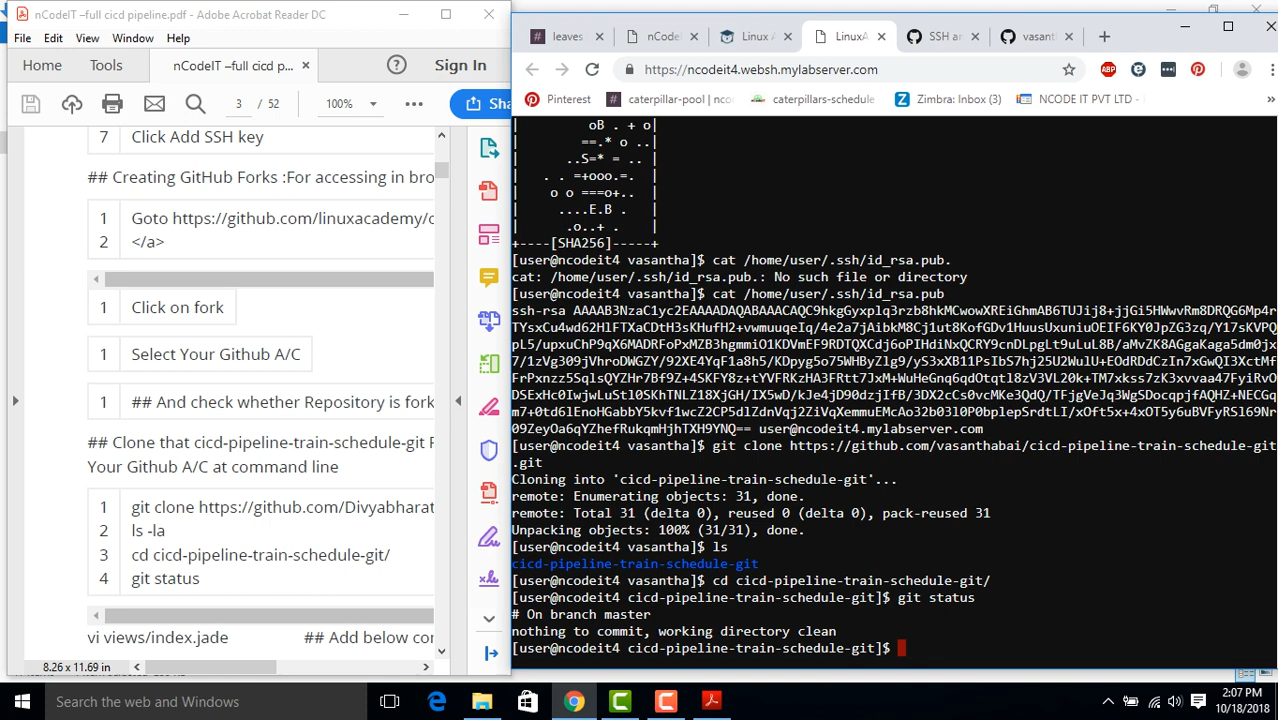 nCodeIT –full cicd pipeline.pdf - Adobe Acrobat Reader DC
File Edit View Window Help
Home Tools nCodeIT –full cicd p... × Sign In
3 / 52 100% Sha
7 Click Add SSH key
## Creating GitHub Forks :For accessing in bro
1 Goto https://github.com/linuxacademy/c
2 </a>
1 Click on fork
1 Select Your Github A/C
1 ## And check whether Repository is fork
## Clone that cicd-pipeline-train-schedule-git R
Your Github A/C at command line
1 git clone https://github.com/Divyabharat
2 ls -la
3 cd cicd-pipeline-train-schedule-git/
4 git status
vi views/index.jade ## Add below cor
8.26 x 11.69 in
leaves nCode Linux A LinuxA SSH an vasanth
https://ncodeit4.websh.mylabserver.com
ABP
Pinterest caterpillar-pool | nco caterpillars-schedule Zimbra: Inbox (3) NCODE IT PVT LTD -
| oB . + o|
| ==.* o ..|
| ..S=* = .. |
| . . =+ooo.=. |
| o o ===o+.. |
| ....E.B . |
| .o..+ . |
+----[SHA256]-----+
[user@ncodeit4 vasantha]$ cat /home/user/.ssh/id_rsa.pub.
cat: /home/user/.ssh/id_rsa.pub.: No such file or directory
[user@ncodeit4 vasantha]$ cat /home/user/.ssh/id_rsa.pub
ssh-rsa
user@ncodeit4.mylabserver.com
[user@ncodeit4 vasantha]$ git clone https://github.com/vasanthabai/cicd-pipeline-train-schedule-git
.git
Cloning into 'cicd-pipeline-train-schedule-git'...
remote: Enumerating objects: 31, done.
remote: Total 31 (delta 0), reused 0 (delta 0), pack-reused 31
Unpacking objects: 100% (31/31), done.
[user@ncodeit4 vasantha]$ ls
cicd-pipeline-train-schedule-git
[user@ncodeit4 vasantha]$ cd cicd-pipeline-train-schedule-git/
[user@ncodeit4 cicd-pipeline-train-schedule-git]$ git status
# On branch master
nothing to commit, working directory clean
[user@ncodeit4 cicd-pipeline-train-schedule-git]$
Search the web and Windows
2:07 PM
10/18/2018